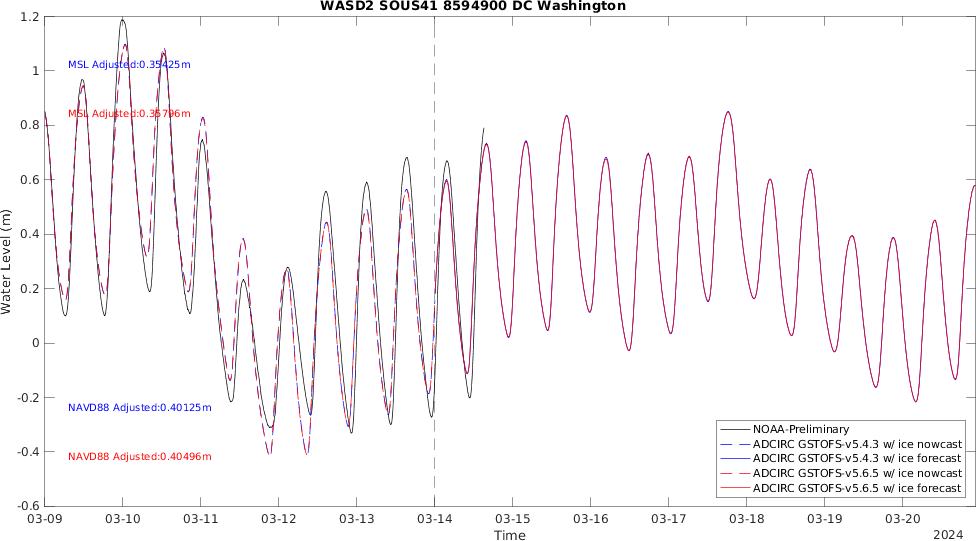 WASD2 SOUS41 8594900 DC Washington
1.2
1
0.8
0.6
0.4
0.2
0
-0.2
-0.4
-0.6
Water Level (m)
MSL Adjusted:0.35425m
MSL Adjusted:0.35796m
NAVD88 Adjusted:0.40125m
NAVD88 Adjusted:0.40496m
NOAA-Preliminary
ADCIRC GSTOFS-v5.4.3 w/ ice nowcast
ADCIRC GSTOFS-v5.4.3 w/ ice forecast
ADCIRC GSTOFS-v5.6.5 w/ ice nowcast
ADCIRC GSTOFS-v5.6.5 w/ ice forecast
03-09 03-10 03-11 03-12 03-13 03-14 03-15 03-16 03-17 03-18 03-19 03-20
Time
2024